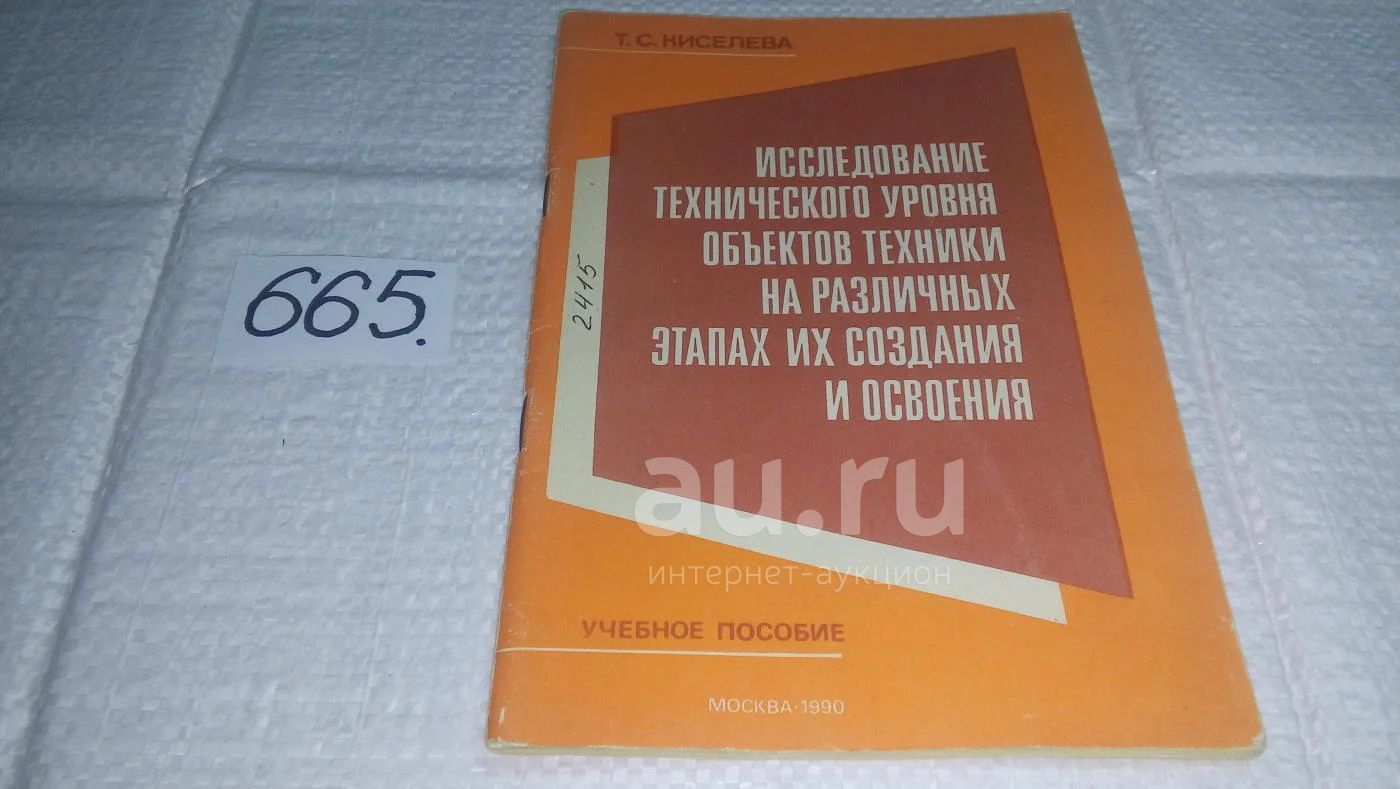 665.
Т. С. КИСЕЛЕВА
ИССЛЕДОВАНИЕ
ТЕХНИЧЕСКОГО УРОВНЯ
ОБЪЕКТОВ ТЕХНИКИ
НА РАЗЛИЧНЫХ
ЭТАПАХ ИХ СОЗДАНИЯ
И ОСВОЕНИЯ
2415
au.ru
интернет-аукцион
УЧЕБНОЕ ПОСОБИЕ
МОСКВА·1990